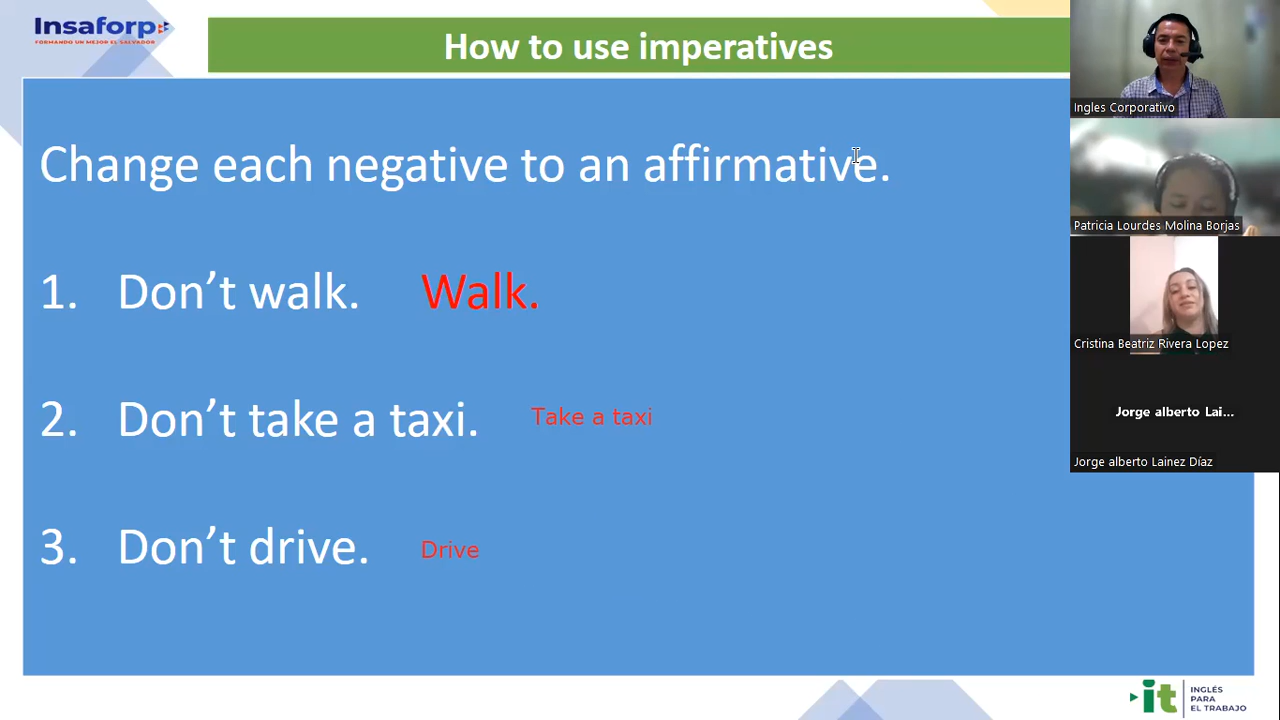 Insaforp
FORMANDO UN MEJOR EL SALVADOR
How to use imperatives
Ingles Corporativo
Change each negative to an affirmative.
Patricia Lourdes Molina Borjas
1. Don’t walk. Walk.
Cristina Beatriz Rivera Lopez
2. Don’t take a taxi. Take a taxi
Jorge alberto Lai...
Jorge alberto Lainez Díaz
3. Don’t drive. Drive
it INGLÉS
PARA
EL TRABAJO